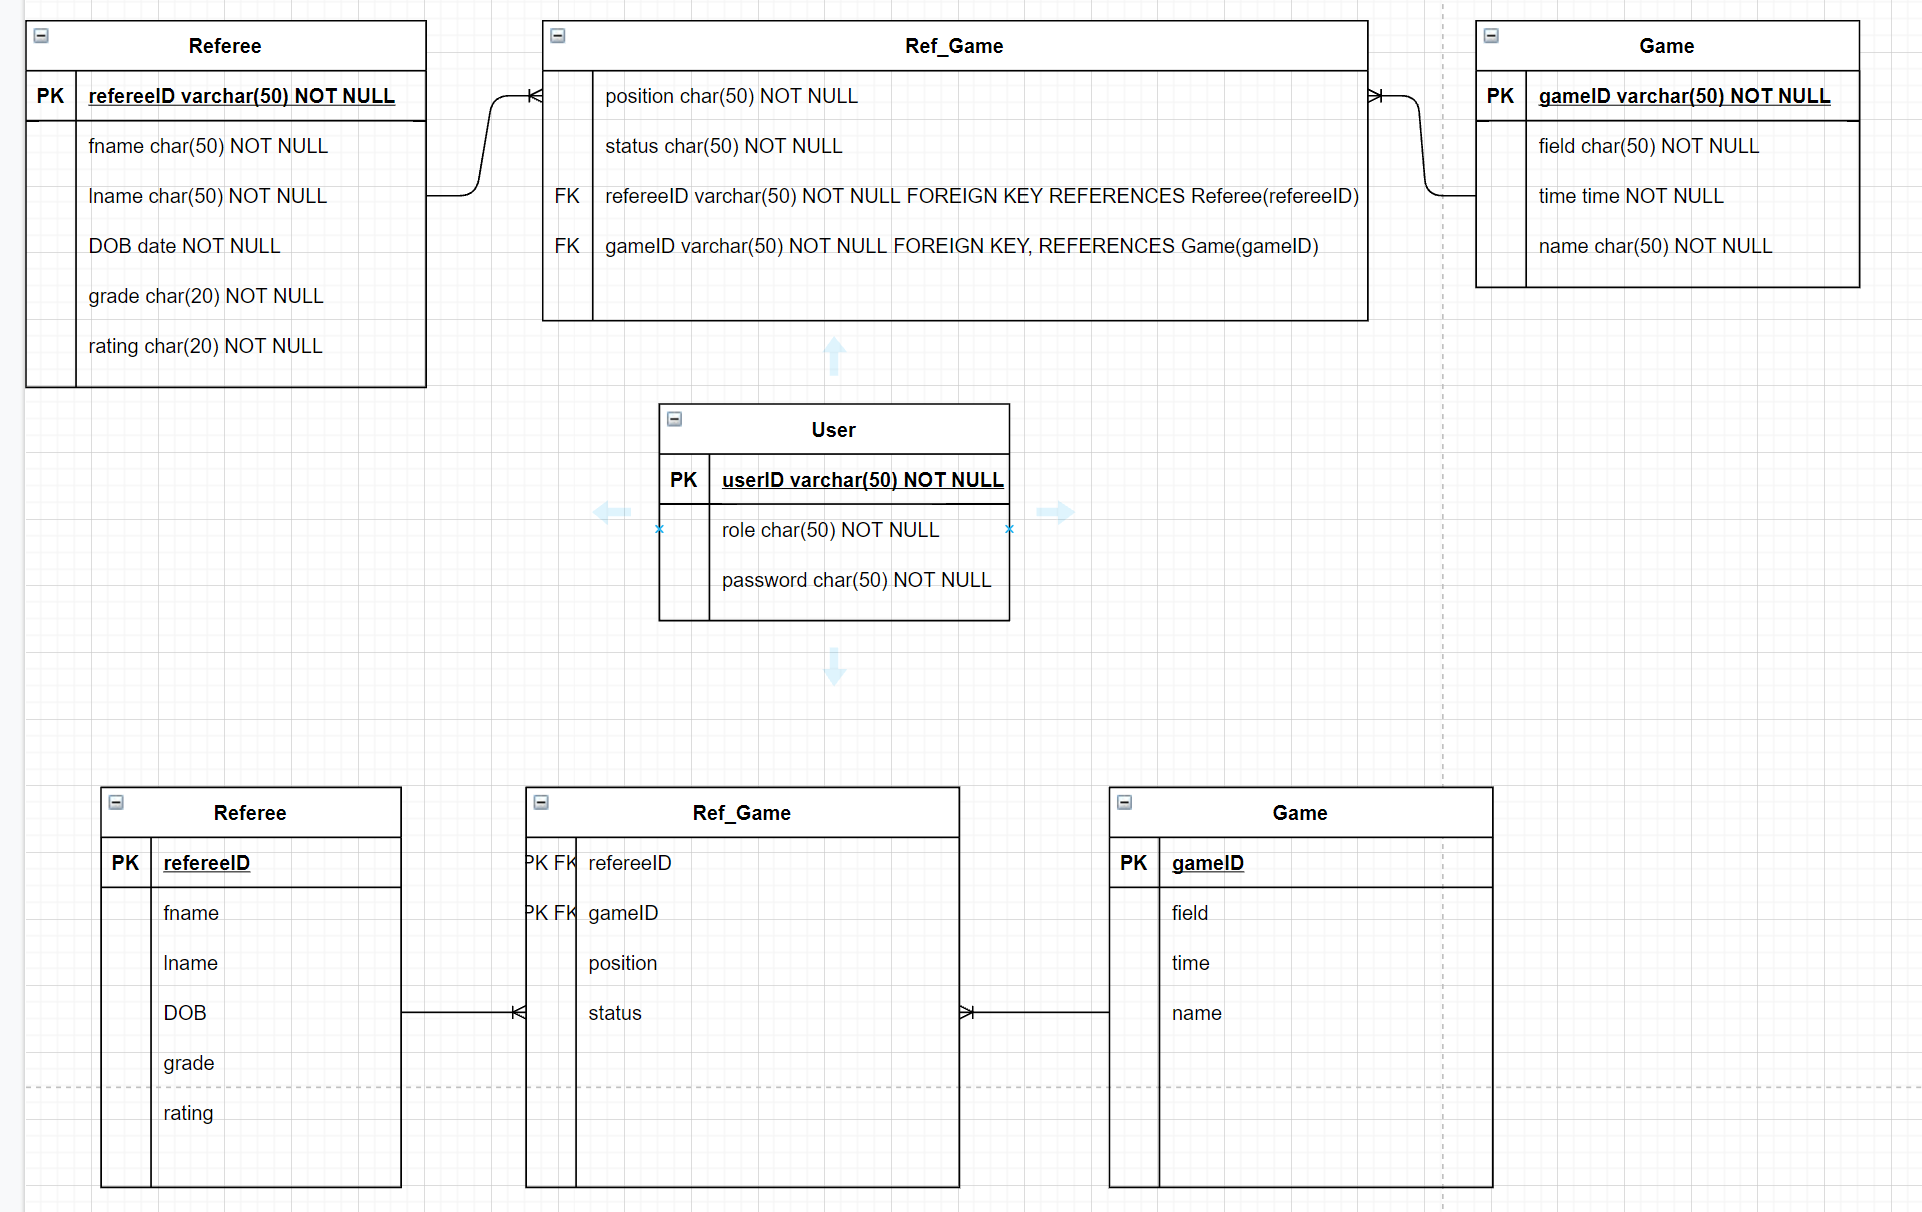 Referee
PK refereeID varchar(50) NOT NULL
fname char(50) NOT NULL
lname char(50) NOT NULL
DOB date NOT NULL
grade char(20) NOT NULL
rating char(20) NOT NULL
Ref_Game
position char(50) NOT NULL
status char(50) NOT NULL
FK refereeID varchar(50) NOT NULL FOREIGN KEY REFERENCES Referee(refereeID)
FK gameID varchar(50) NOT NULL FOREIGN KEY, REFERENCES Game(gameID)
Game
PK gameID varchar(50) NOT NULL
field char(50) NOT NULL
time time NOT NULL
name char(50) NOT NULL
User
PK userID varchar(50) NOT NULL
role char(50) NOT NULL
password char(50) NOT NULL
Referee
PK refereeID
fname
lname
DOB
grade
rating
Ref_Game
PK FK refereeID
PK FK gameID
position
status
Game
PK gameID
field
time
name